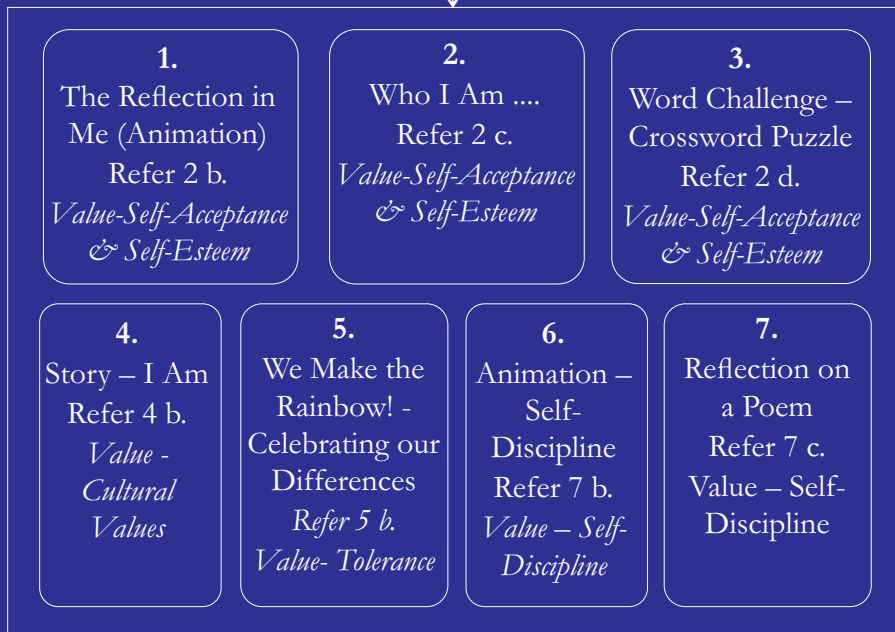 1.
The Reflection in
Me (Animation)
Refer 2 b.
Value-Self-Acceptance
& Self-Esteem
2.
Who I Am ....
Refer 2 c.
Value-Self-Acceptance
& Self-Esteem
3.
Word Challenge –
Crossword Puzzle
Refer 2 d.
Value-Self-Acceptance
& Self-Esteem
4.
Story – I Am
Refer 4 b.
Value -
Cultural
Values
5.
We Make the
Rainbow! -
Celebrating our
Differences
Refer 5 b.
Value- Tolerance
6.
Animation –
Self-
Discipline
Refer 7 b.
Value – Self-
Discipline
7.
Reflection on
a Poem
Refer 7 c.
Value – Self-
Discipline